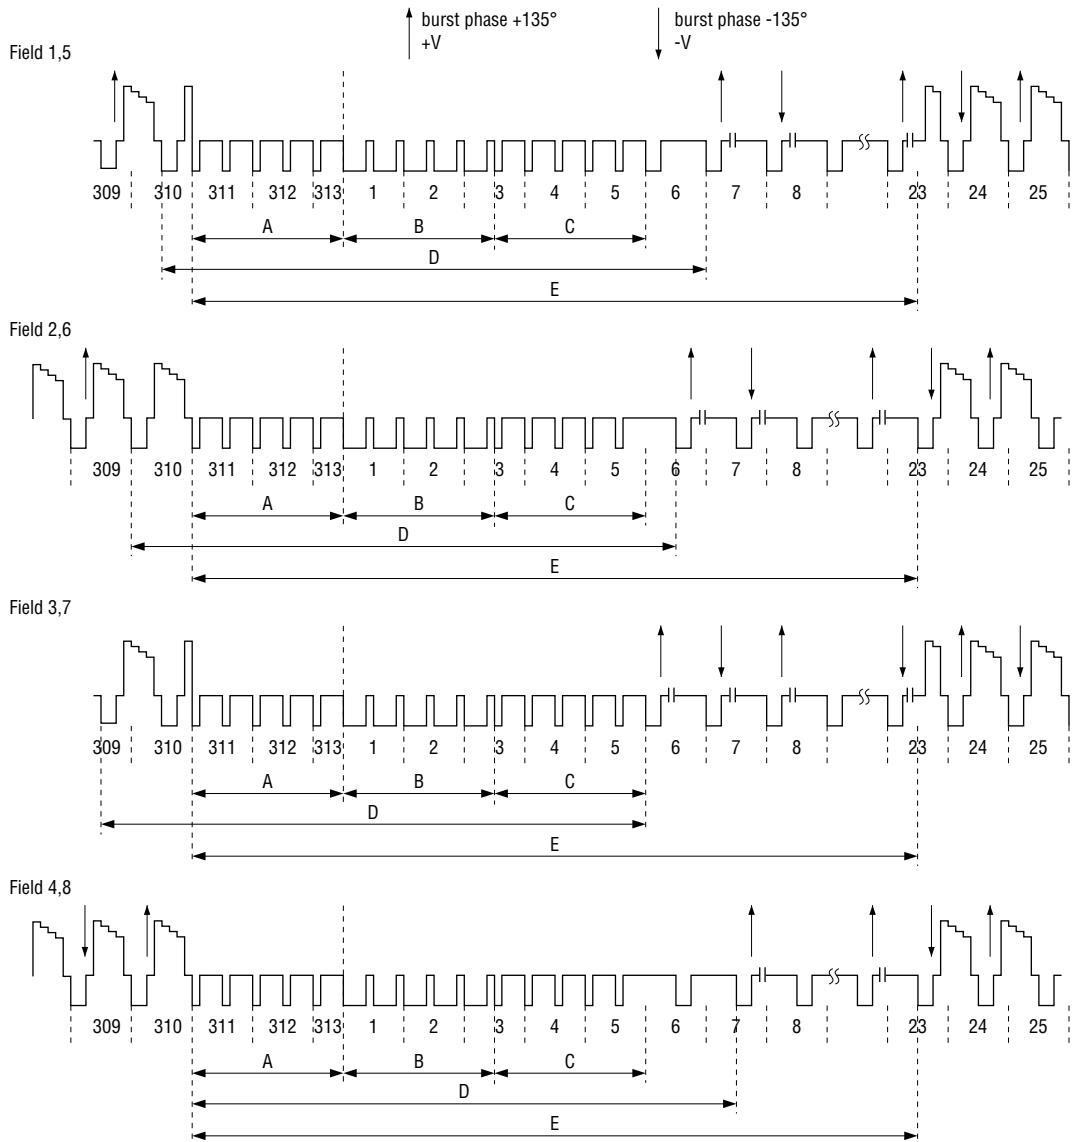 burst phase +135°
+V
burst phase -135°
-V
Field 1,5
309 310 311 312 313 1 2 3 4 5 6 7 8 23 24 25
A B C
D
E
Field 2,6
309 310 311 312 313 1 2 3 4 5 6 7 8 23 24 25
A B C
D
E
Field 3,7
309 310 311 312 313 1 2 3 4 5 6 7 8 23 24 25
A B C
D
E
Field 4,8
309 310 311 312 313 1 2 3 4 5 6 7 8 23 24 25
A B C
D
E